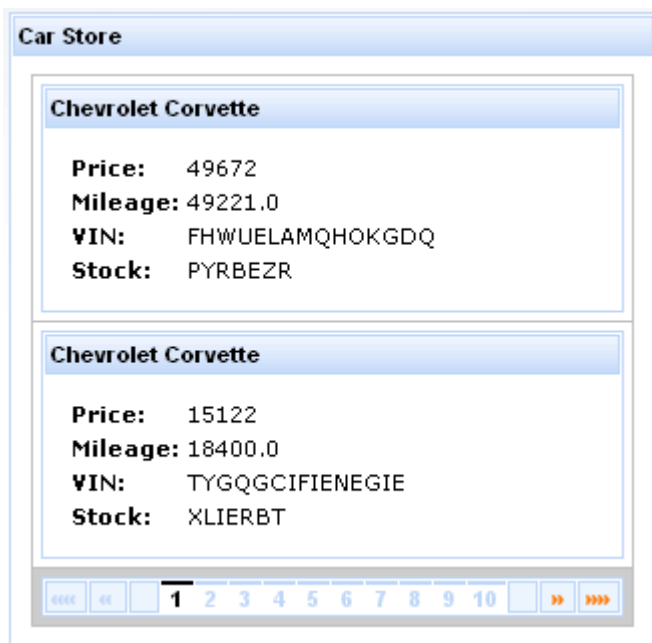 Car Store
Chevrolet Corvette
Price: 49672
Mileage: 49221.0
VIN: FHWUELAMQHOKGDQ
Stock: PYRBEZR
Chevrolet Corvette
Price: 15122
Mileage: 18400.0
VIN: TYGQGCIFIENEGIE
Stock: XLIERBT
«« « 1 2 3 4 5 6 7 8 9 10 » »»